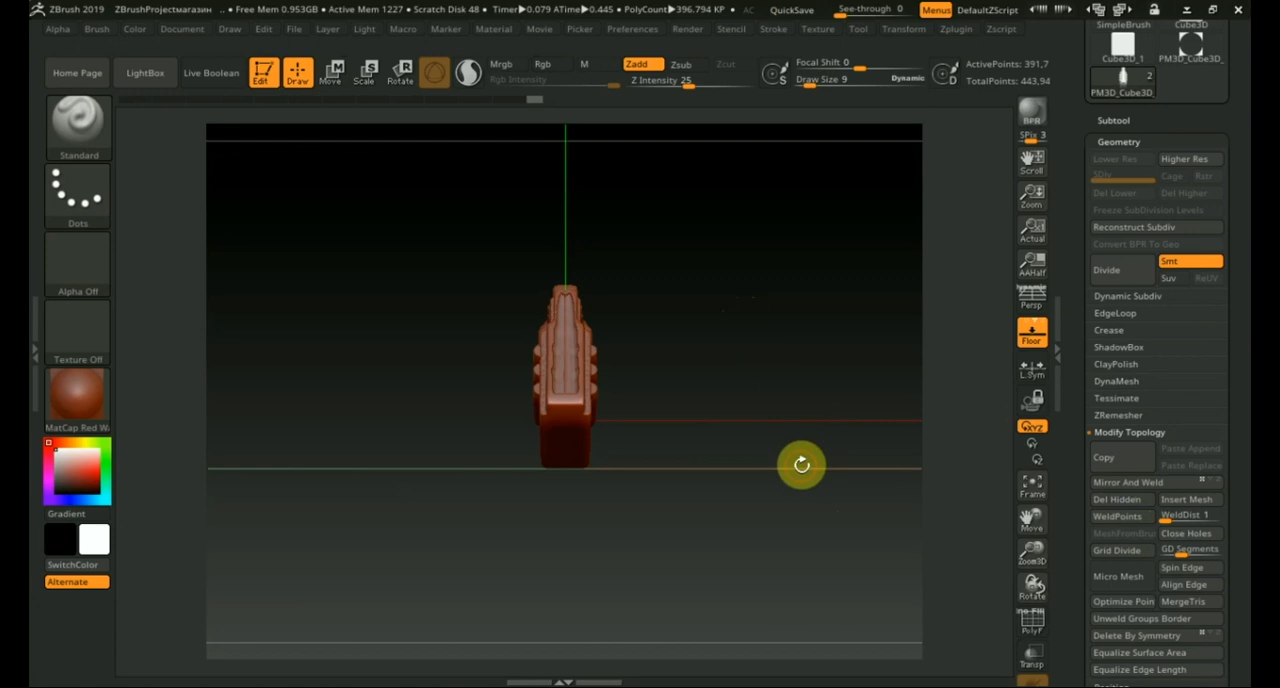 ZBrush 2019 ZBrushProjectмагазин .. • Free Mem 0.953GB • Active Mem 1227 • Scratch Disk 48 • Timer▶0.079 ATime▶0.445 • PolyCount▶396.794 KP • AC QuickSave See-through 0 Menus DefaultZScript
Alpha Brush Color Document Draw Edit File Layer Light Macro Marker Material Movie Picker Preferences Render Stencil Stroke Texture Tool Transform Zplugin Zscript
SimpleBrush Cube3D
Cube3D_1 PM3D_Cube3D_
2
PM3D_Cube3D_
Home Page LightBox Live Boolean Edit Draw Move Scale Rotate
Mrgb Rgb M Zadd Zsub Zcut
Rgb Intensity Z Intensity 25
S Focal Shift 0
Draw Size 9 Dynamic D
ActivePoints: 391,7
TotalPoints: 443,94
Standard
Dots
Alpha Off
Texture Off
MatCap Red W
Gradient
SwitchColor
Alternate
BPR
SPix 3
Scroll
Zoom
Actual
AAHalf
Persp
Floor
L.Sym
XYZ
Frame
Move
Zoom3D
Rotate
PolyF
Transp
Subtool
Geometry
Lower Res Higher Res
SDiv Cage Rstr
Del Lower Del Higher
Freeze SubDivision Levels
Reconstruct Subdiv
Convert BPR To Geo
Divide Smt
Suv ReUV
Dynamic Subdiv
EdgeLoop
Crease
ShadowBox
ClayPolish
DynaMesh
Tessimate
ZRemesher
Modify Topology
Copy Paste Append
Paste Replace
Mirror And Weld
Del Hidden Insert Mesh
WeldPoints WeldDist 1
MeshFromBru Close Holes
Grid Divide GD Segments
Micro Mesh Spin Edge
Align Edge
Optimize Poin MergeTris
Unweld Groups Border
Delete By Symmetry
Equalize Surface Area
Equalize Edge Length